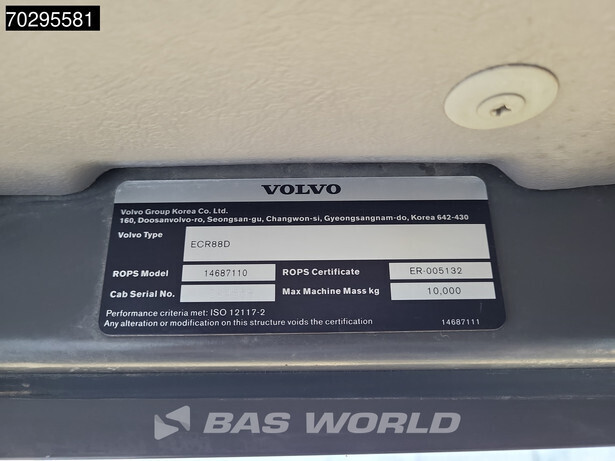 70295581
VOLVO
Volvo Group Korea Co. Ltd.
160, Doosanvolvo-ro, Seongsan-gu, Changwon-si, Gyeongsangnam-do, Korea 642-430
Volvo Type ECR88D
ROPS Model 14687110 ROPS Certificate ER-005132
Cab Serial No. Max Machine Mass kg 10,000
Performance criteria met: ISO 12117-2
Any alteration or modification on this structure voids the certification 14687111
BAS WORLD